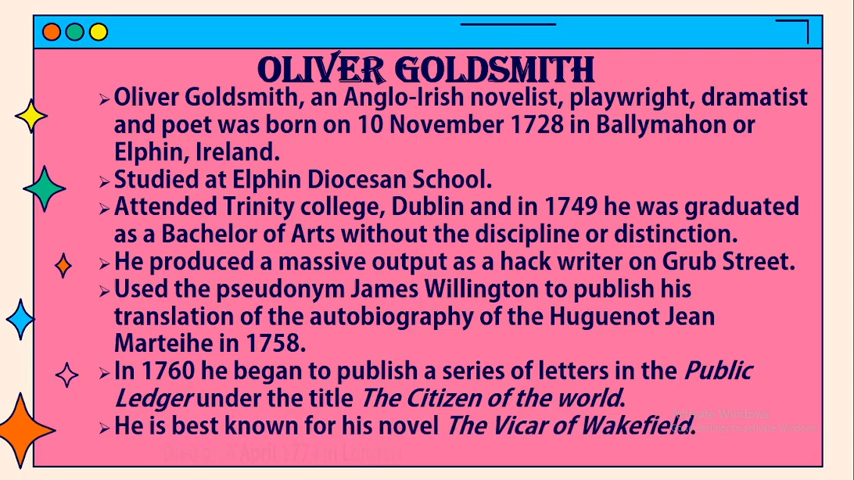 OLIVER GOLDSMITH
➢Oliver Goldsmith, an Anglo-Irish novelist, playwright, dramatist
and poet was born on 10 November 1728 in Ballymahon or
Elphin, Ireland.
➢Studied at Elphin Diocesan School.
➢Attended Trinity college, Dublin and in 1749 he was graduated
as a Bachelor of Arts without the discipline or distinction.
➢He produced a massive output as a hack writer on Grub Street.
➢Used the pseudonym James Willington to publish his
translation of the autobiography of the Huguenot Jean
Marteihe in 1758.
➢In 1760 he began to publish a series of letters in the Public
Ledger under the title The Citizen of the world.
➢He is best known for his novel The Vicar of Wakefield.